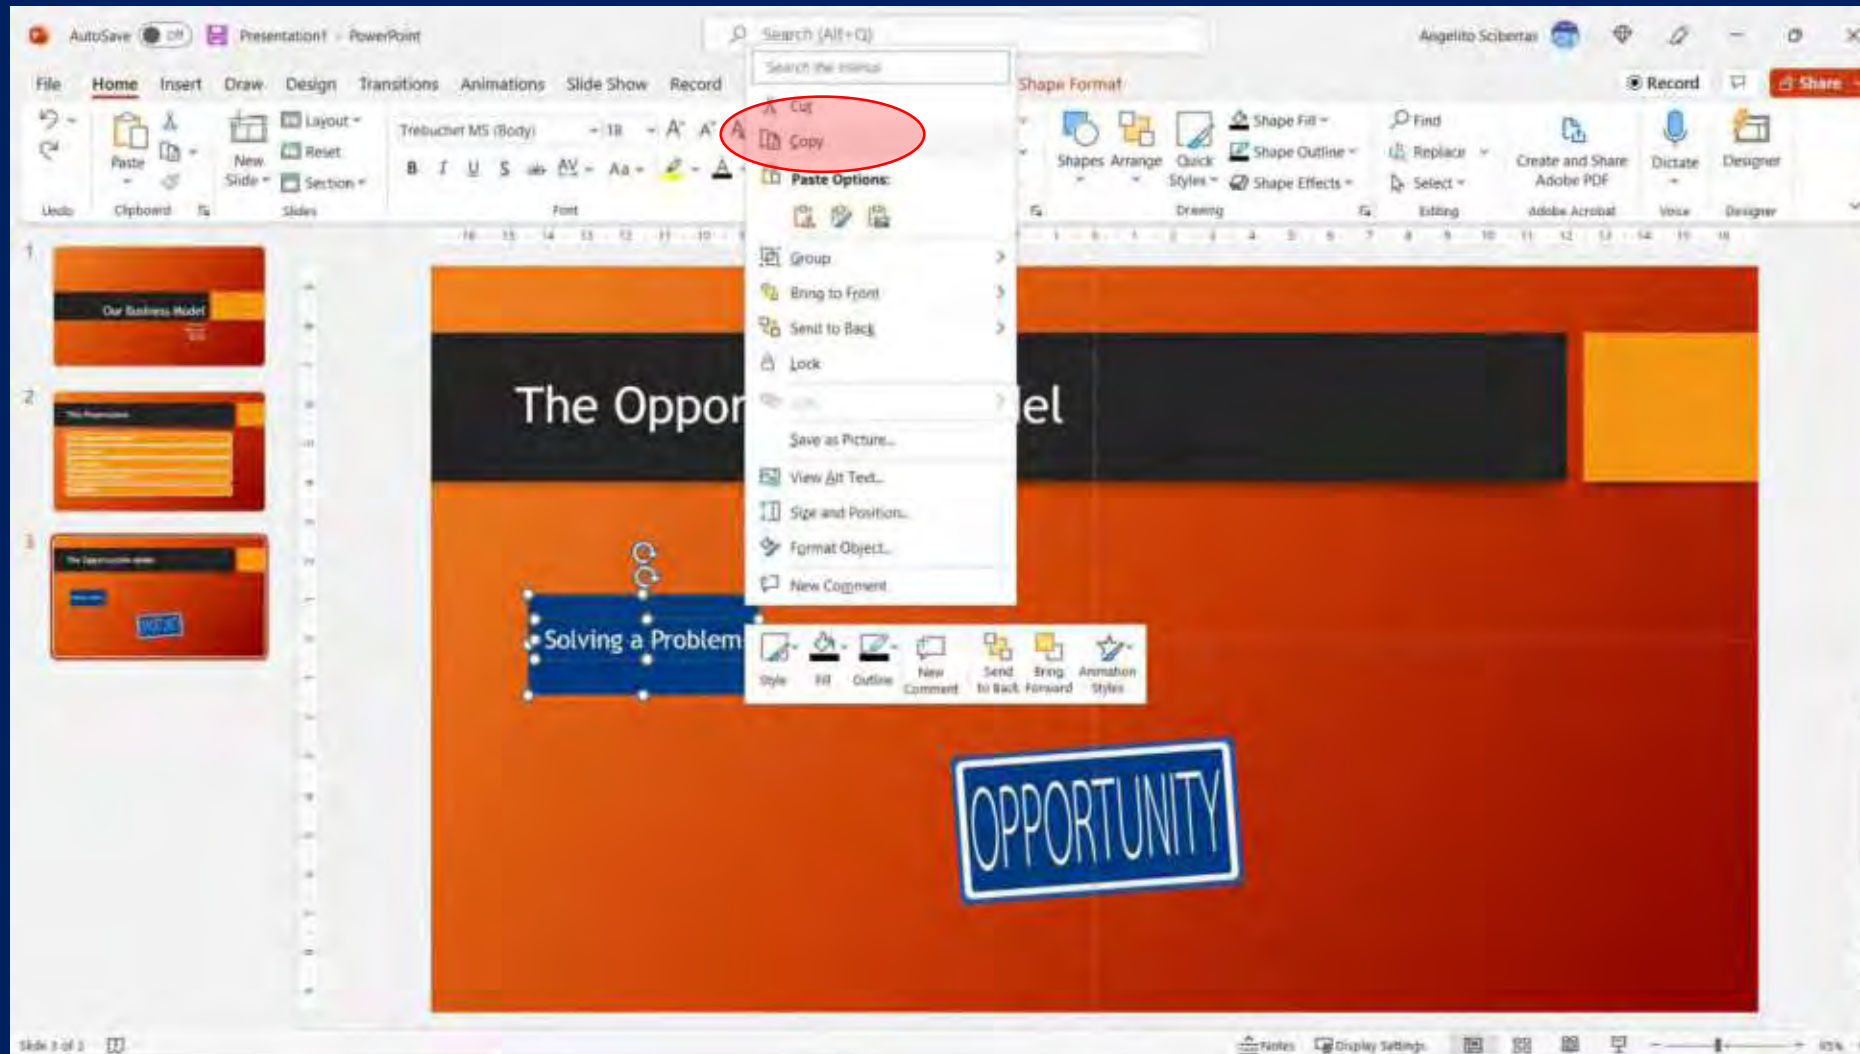 AutoSave Off Presentation1 - PowerPoint Search (Alt+Q) Angelito Sciberras
Search the menus
File Home Insert Draw Design Transitions Animations Slide Show Record Shape Format Record Share
Cut
Copy
Paste Options:
Paste
New Slide
Layout
Reset
Section
Trebuchet MS (Body) 18 A A A
B I U S ab AV Aa A
Shapes Arrange Quick Styles
Shape Fill
Shape Outline
Shape Effects
Find
Replace
Select
Create and Share Adobe PDF
Dictate
Designer
Undo Clipboard Slides Font Drawing Editing Adobe Acrobat Voice Designer
Group
Bring to Front
Send to Back
Lock
Save as Picture...
View Alt Text...
Size and Position...
Format Object...
New Comment
1
Our Business Model
2
3
The Oppor
el
Solving a Problem
Style Fill Outline New Comment Send to Back Bring Forward Animation Styles
OPPORTUNITY
Slide 3 of 3 Notes Display Settings